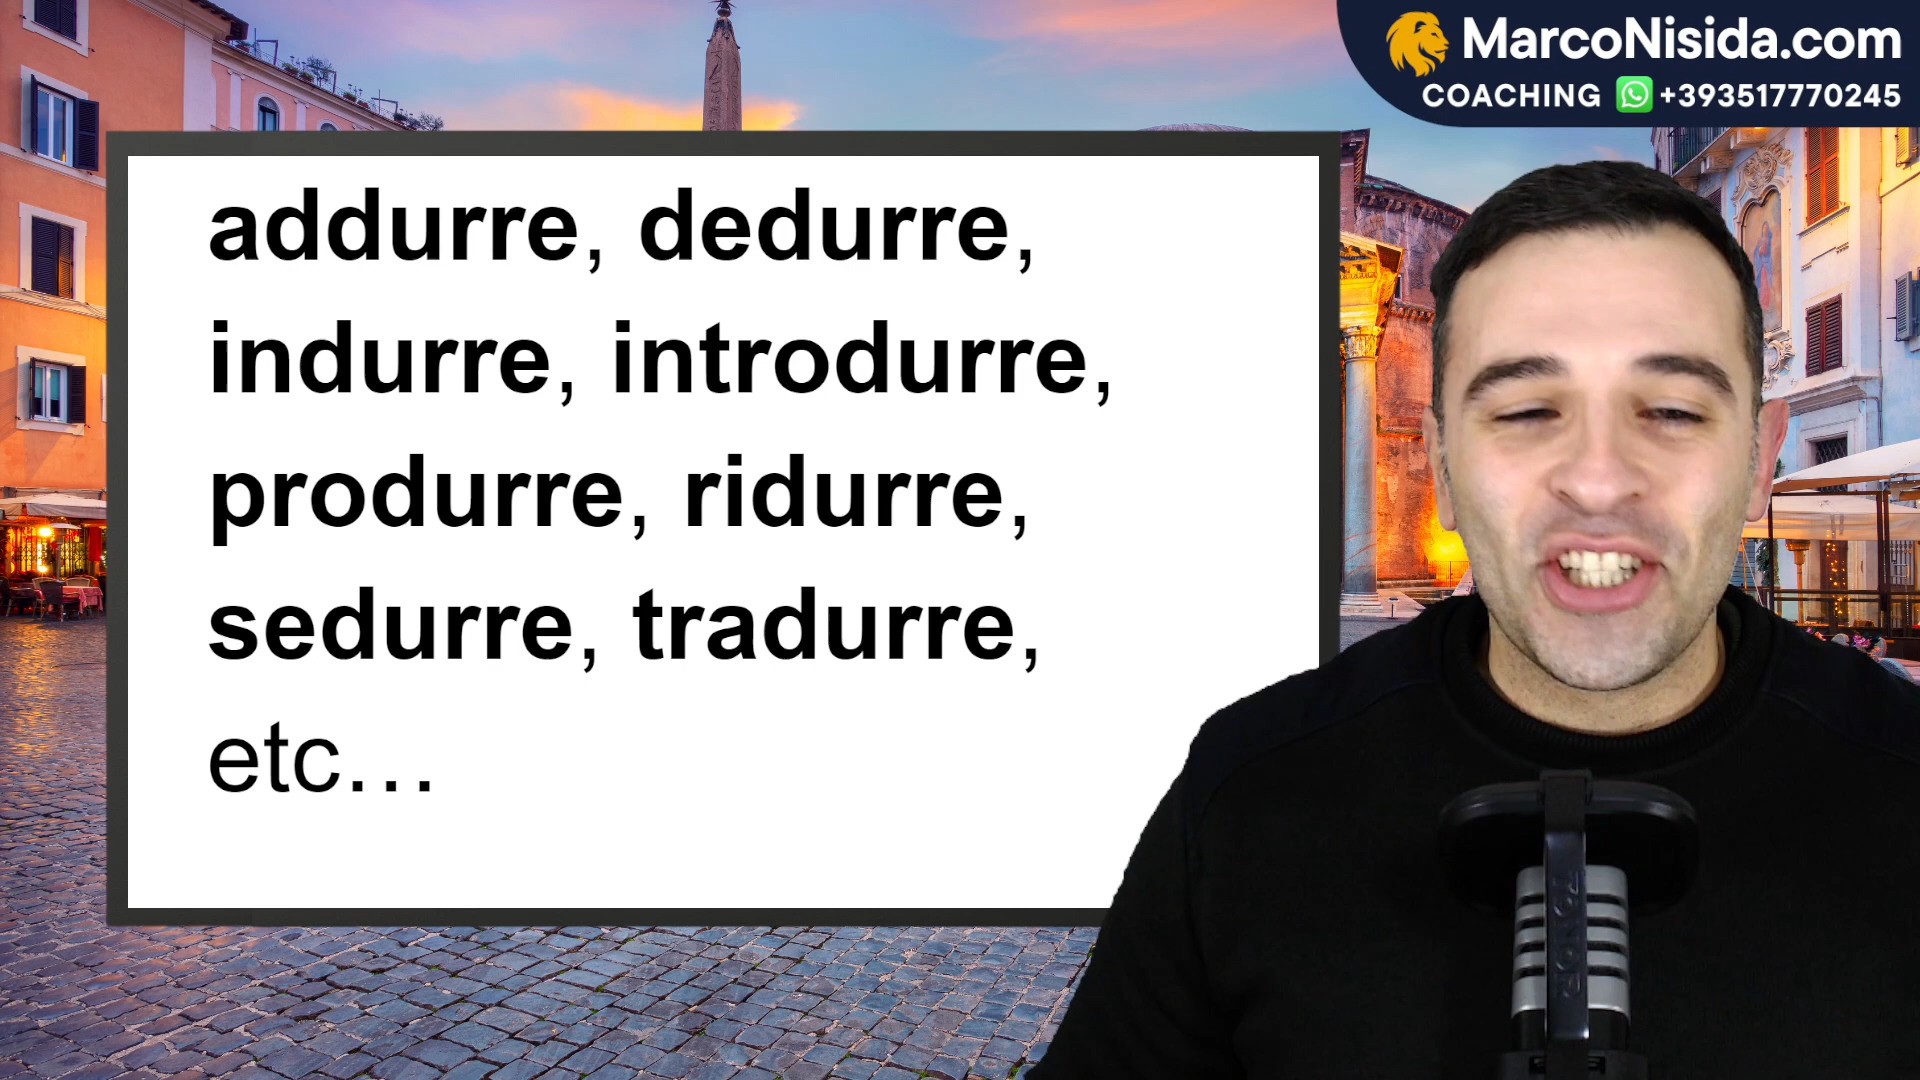 MarcoNisida.com
COACHING +393517770245
addurre, dedurre,
indurre, introdurre,
produrre, ridurre,
sedurre, tradurre,
etc...